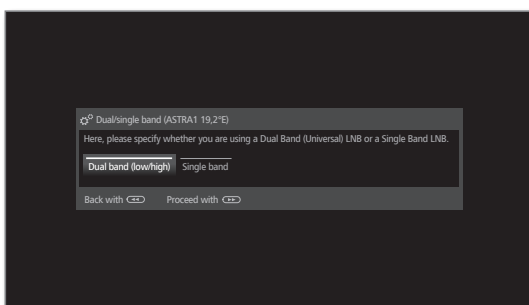 Dual/single band (ASTRA1 19,2°E)
Here, please specify whether you are using a Dual Band (Universal) LNB or a Single Band LNB.
Dual band (low/high) Single band
Back with Proceed with